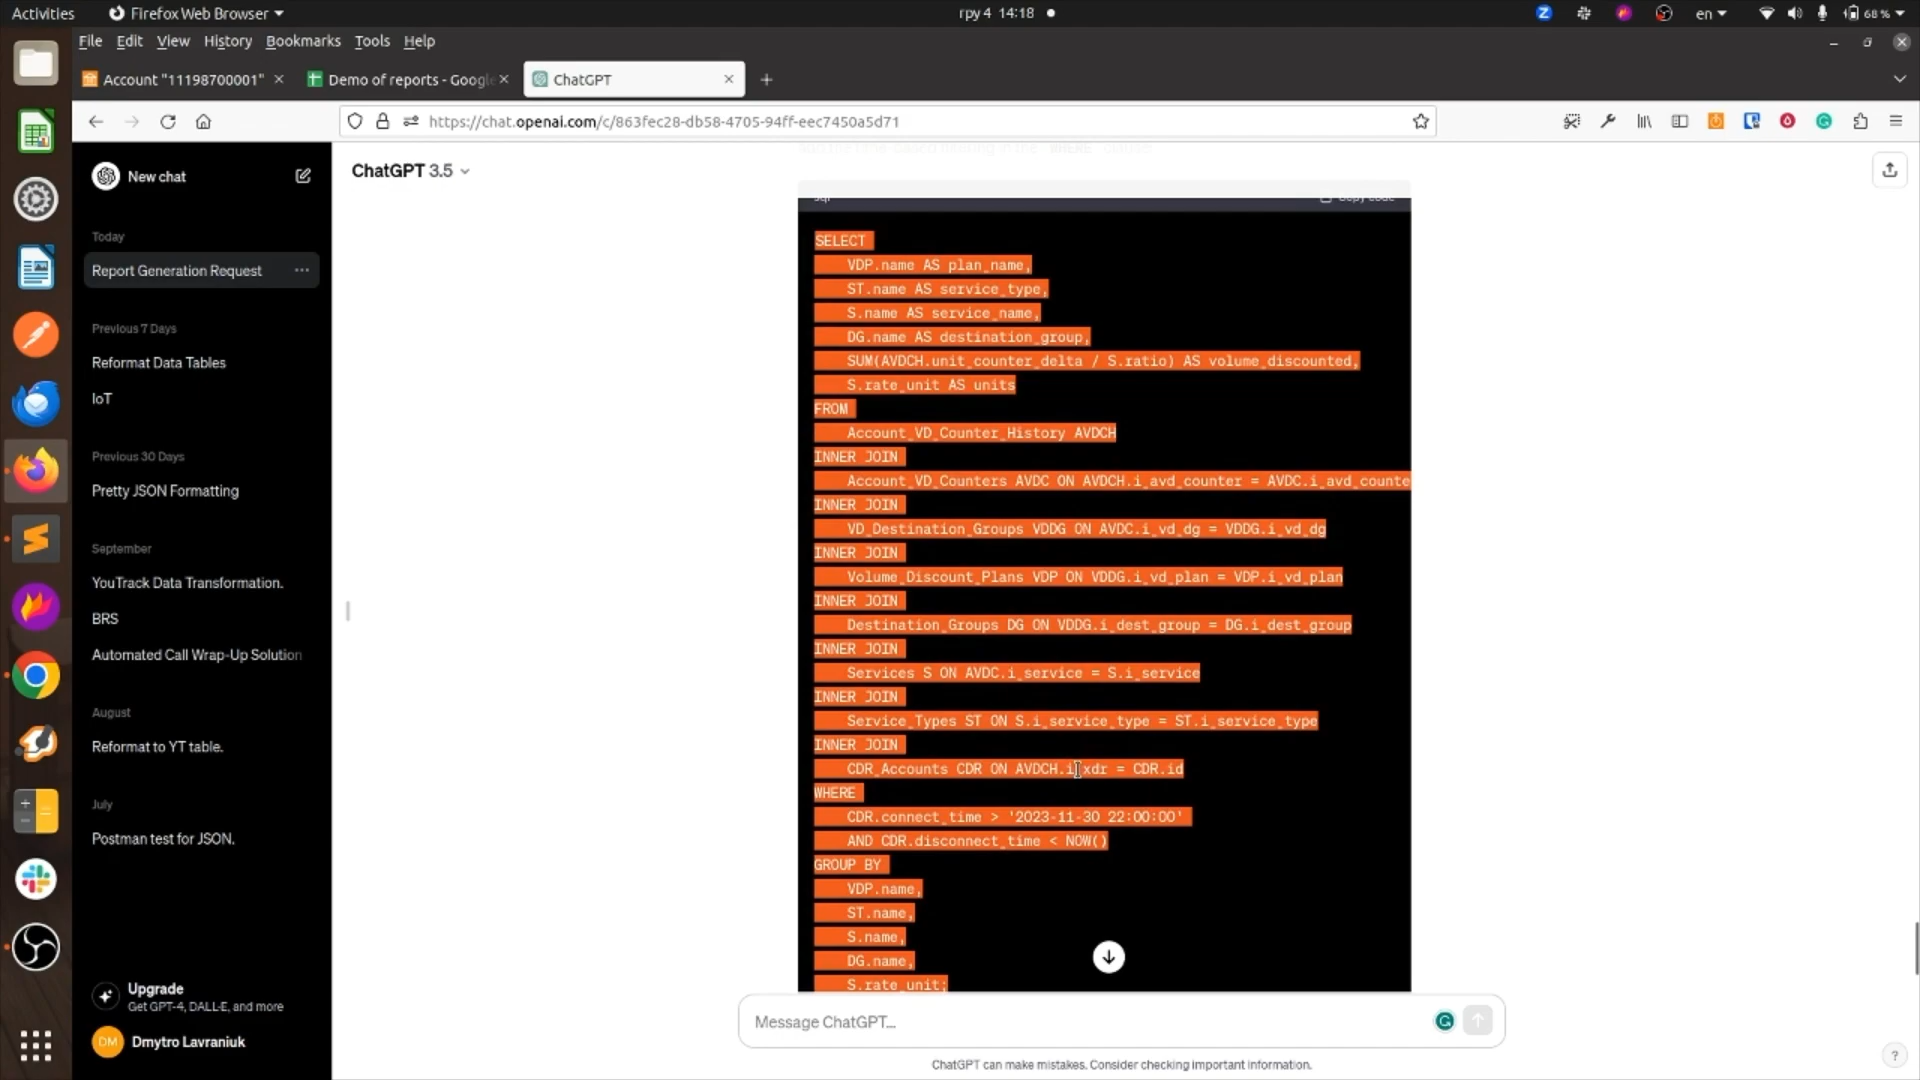 Activities
Firefox Web Browser
гру 4 14:18
en
68 %
File Edit View History Bookmarks Tools Help
Account "11198700001"
Demo of reports - Google
ChatGPT
https://chat.openai.com/c/863fec28-db58-4705-94ff-eec7450a5d71
New chat
Today
Report Generation Request
Previous 7 Days
Reformat Data Tables
IoT
Previous 30 Days
Pretty JSON Formatting
September
YouTrack Data Transformation.
BRS
Automated Call Wrap-Up Solution
August
Reformat to YT table.
July
Postman test for JSON.
Upgrade
Get GPT-4, DALL·E, and more
DM
Dmytro Lavraniuk
ChatGPT 3.5
sql
Copy code
SELECT
VDP.name AS plan_name,
ST.name AS service_type,
S.name AS service_name,
DG.name AS destination_group,
SUM(AVDCH.unit_counter_delta / S.ratio) AS volume_discounted,
S.rate_unit AS units
FROM
Account_VD_Counter_History AVDCH
INNER JOIN
Account_VD_Counters AVDC ON AVDCH.i_avd_counter = AVDC.i_avd_counte
INNER JOIN
VD_Destination_Groups VDDG ON AVDC.i_vd_dg = VDDG.i_vd_dg
INNER JOIN
Volume_Discount_Plans VDP ON VDDG.i_vd_plan = VDP.i_vd_plan
INNER JOIN
Destination_Groups DG ON VDDG.i_dest_group = DG.i_dest_group
INNER JOIN
Services S ON AVDC.i_service = S.i_service
INNER JOIN
Service_Types ST ON S.i_service_type = ST.i_service_type
INNER JOIN
CDR_Accounts CDR ON AVDCH.i_xdr = CDR.id
WHERE
CDR.connect_time > '2023-11-30 22:00:00'
AND CDR.disconnect_time < NOW()
GROUP BY
VDP.name,
ST.name,
S.name,
DG.name,
S.rate_unit;
Message ChatGPT...
ChatGPT can make mistakes. Consider checking important information.
?